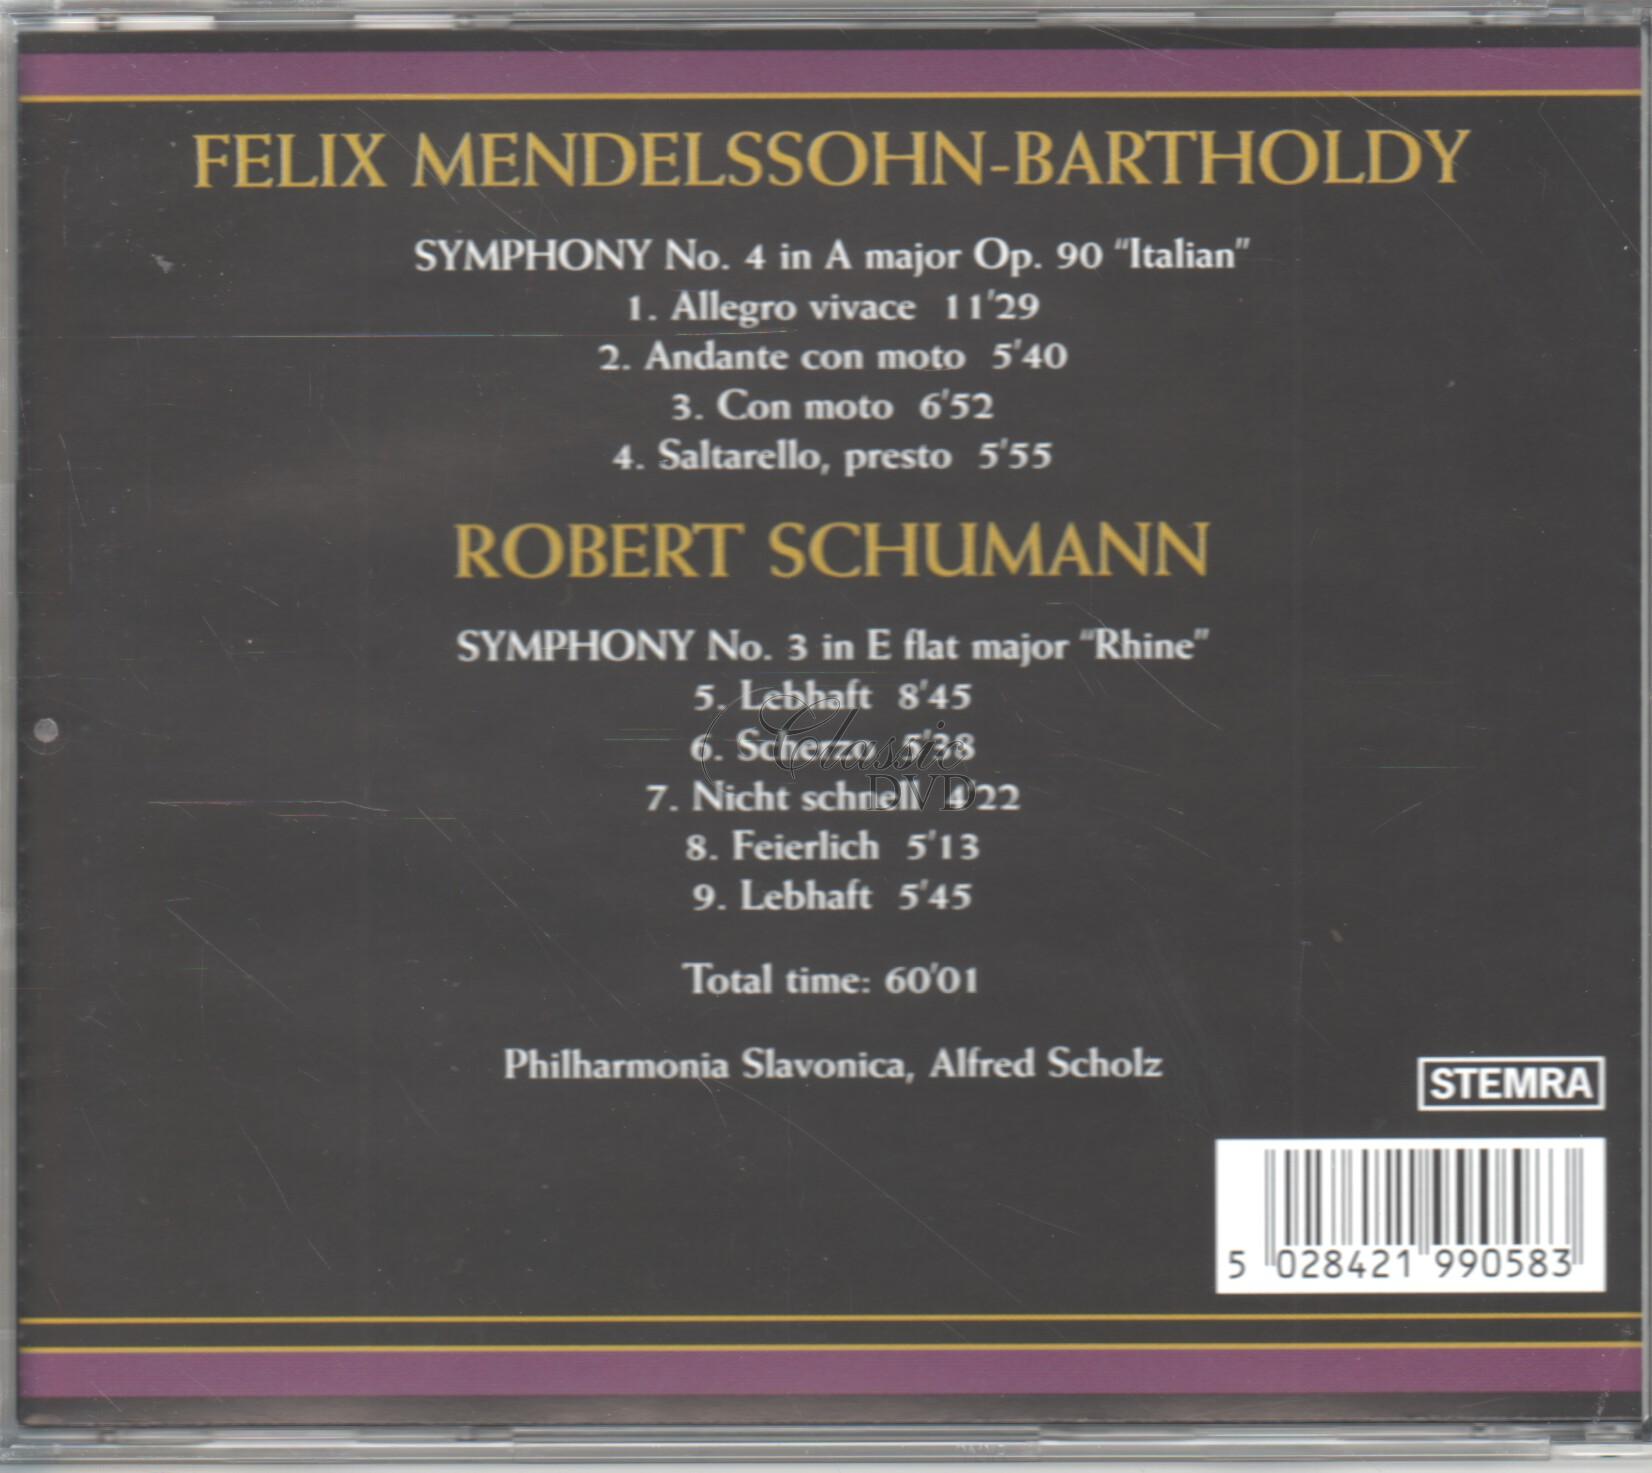 FELIX MENDELSSOHN-BARTHOLDY
SYMPHONY No. 4 in A major Op. 90 “Italian”
1. Allegro vivace 11'29
2. Andante con moto 5'40
3. Con moto 6'52
4. Saltarello, presto 5'55
ROBERT SCHUMANN
SYMPHONY No. 3 in E flat major “Rhine”
5. Lebhaft 8'45
6. Scherzo 5'38
7. Nicht schnell 4'22
8. Feierlich 5'13
9. Lebhaft 5'45
Classic
DVD
Total time: 60'01
Philharmonia Slavonica, Alfred Scholz
STEMRA
5 028421 990583